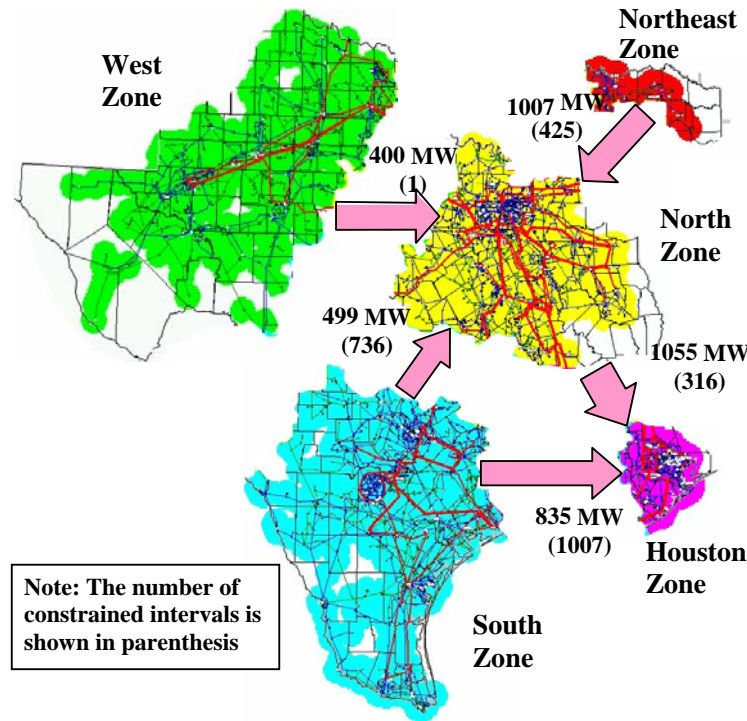 Northeast
Zone
West
Zone
1007 MW
(425)
400 MW
(1)
North
Zone
499 MW
(736)
1055 MW
(316)
835 MW
(1007)
Houston
Zone
Note: The number of
constrained intervals is
shown in parenthesis
South
Zone